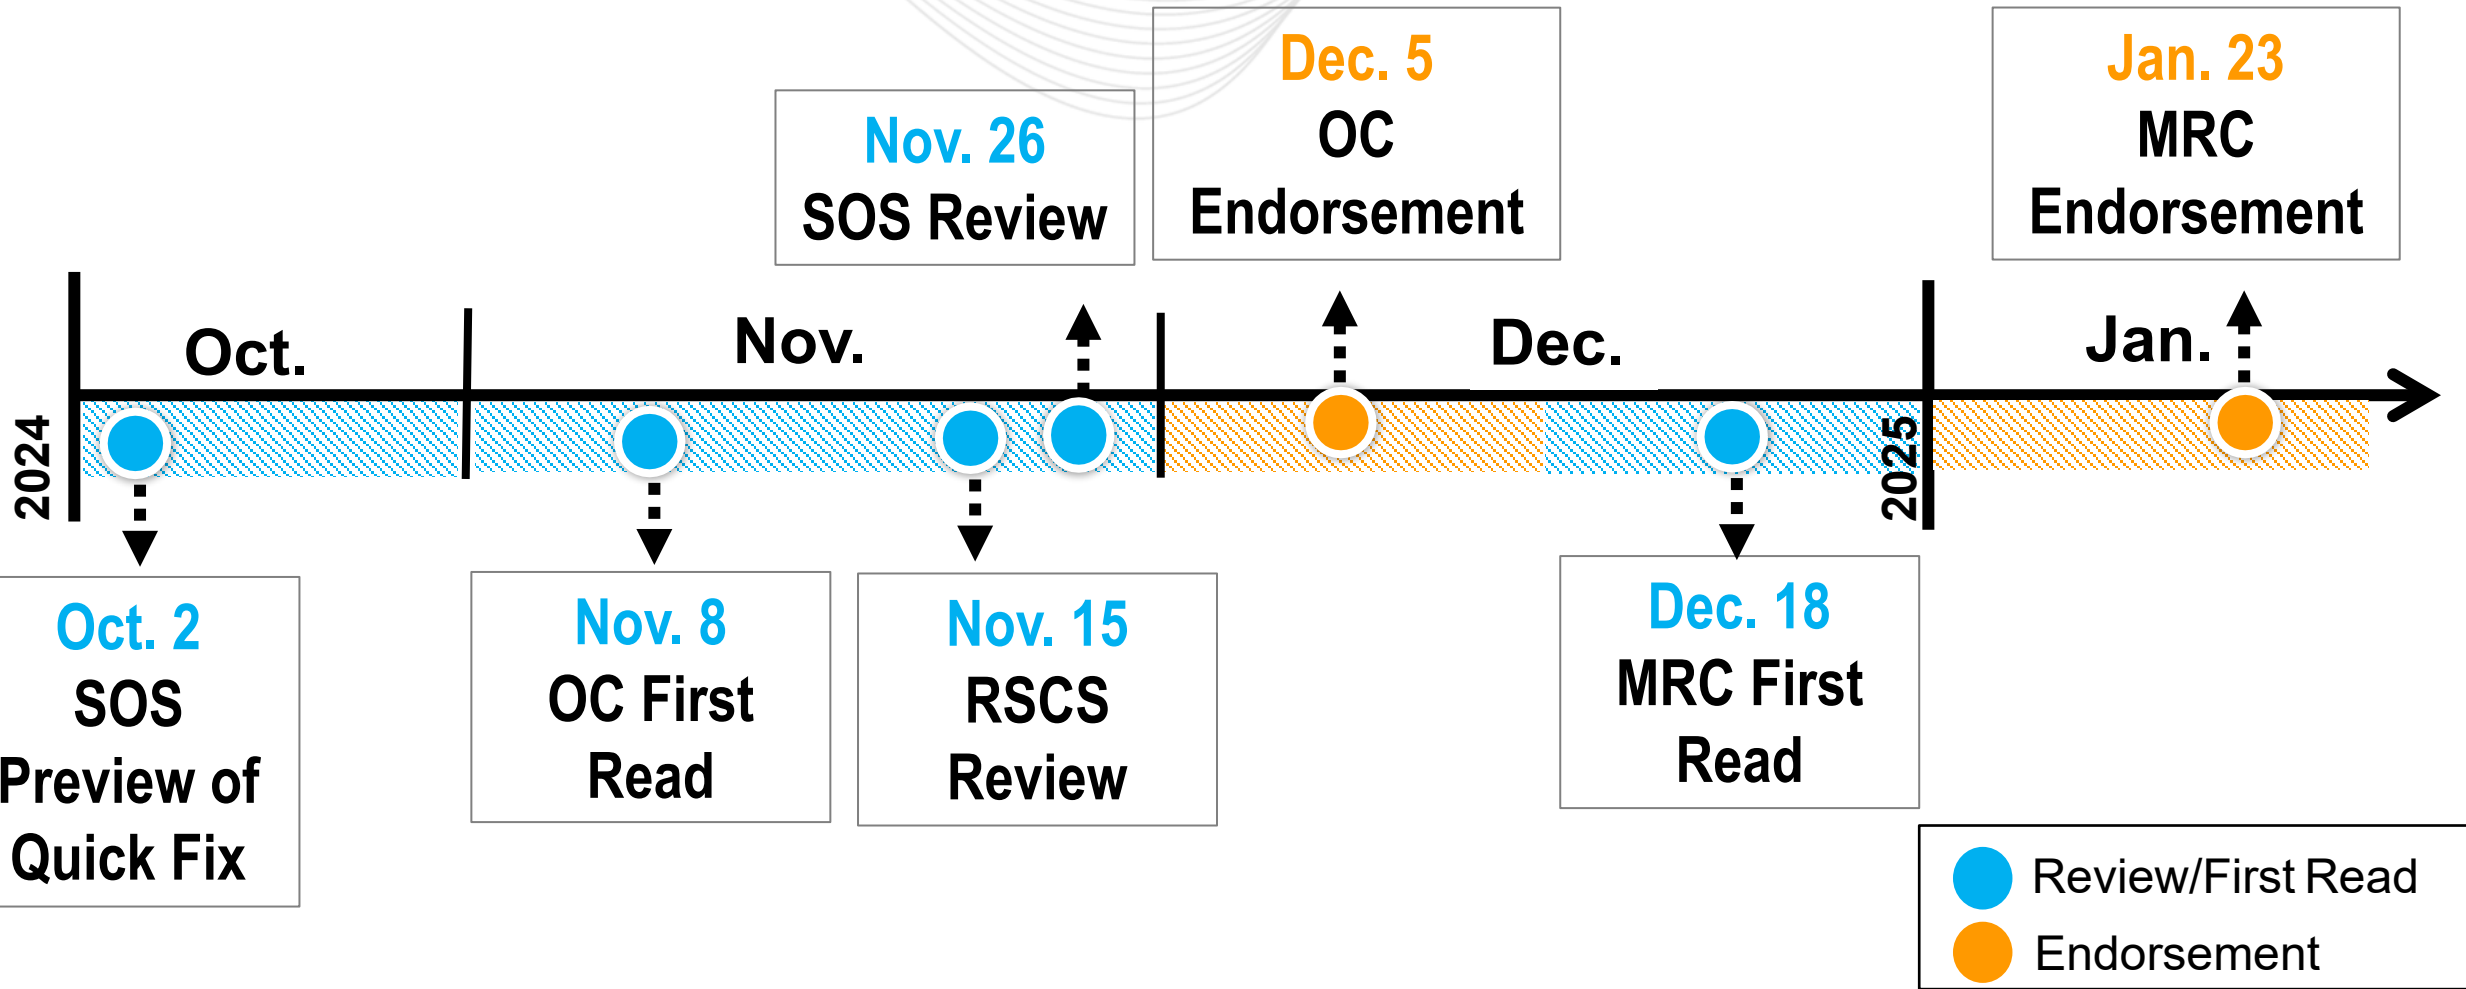 Dec. 5
OC
Endorsement
Jan. 23
MRC
Endorsement
Nov. 26
SOS Review
Oct.
Nov.
Dec.
Jan.
2024
2025
Oct. 2
SOS
Preview of
Quick Fix
Nov. 8
OC First
Read
Nov. 15
RSCS
Review
Dec. 18
MRC First
Read
Review/First Read
Endorsement